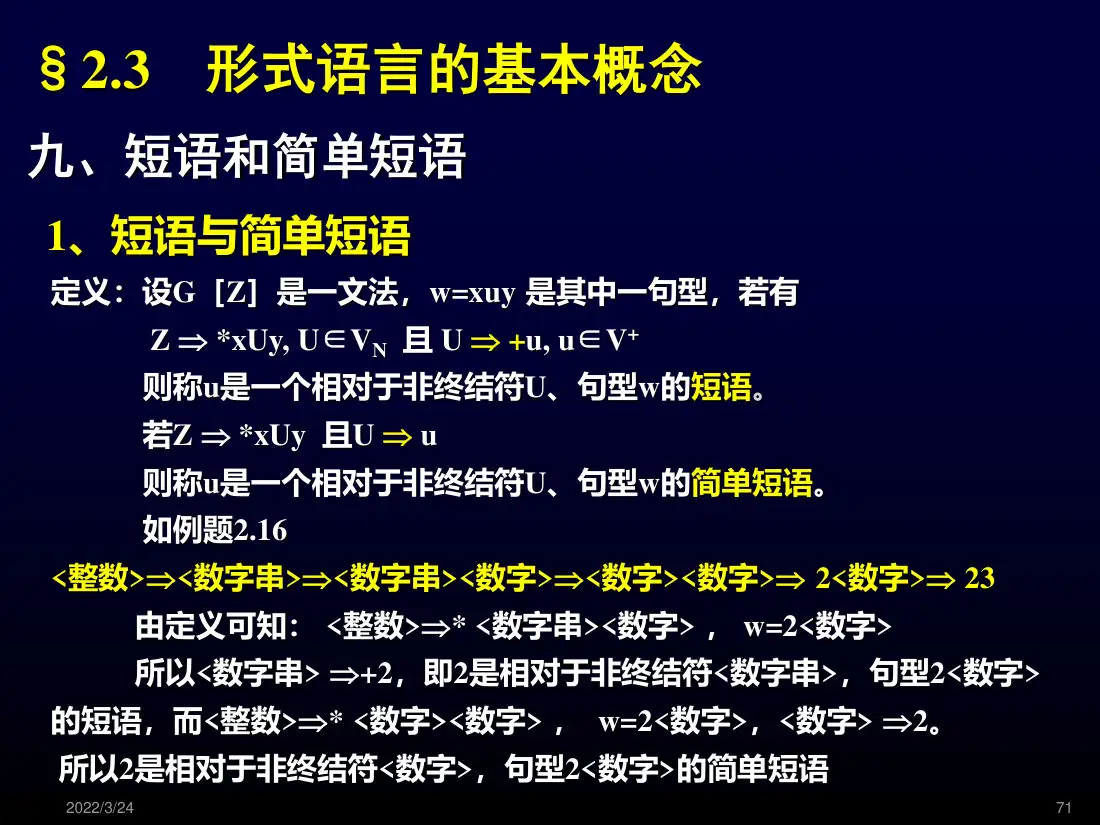 §2.3 形式语言的基本概念
九、短语和简单短语
1、短语与简单短语
定义：设G［Z］是一文法，w=xuy 是其中一句型，若有
Z ⇒ *xUy, U∈VN 且 U ⇒ +u, u∈V+
则称u是一个相对于非终结符U、句型w的短语。
若Z ⇒ *xUy 且U ⇒ u
则称u是一个相对于非终结符U、句型w的简单短语。
如例题2.16
<整数>⇒<数字串>⇒<数字串><数字>⇒<数字><数字>⇒ 2<数字>⇒ 23
由定义可知： <整数>⇒* <数字串><数字> ， w=2<数字>
所以<数字串> ⇒+2，即2是相对于非终结符<数字串>，句型2<数字>
的短语，而<整数>⇒* <数字><数字> ， w=2<数字>，<数字> ⇒2。
所以2是相对于非终结符<数字>，句型2<数字>的简单短语
2022/3/24
71